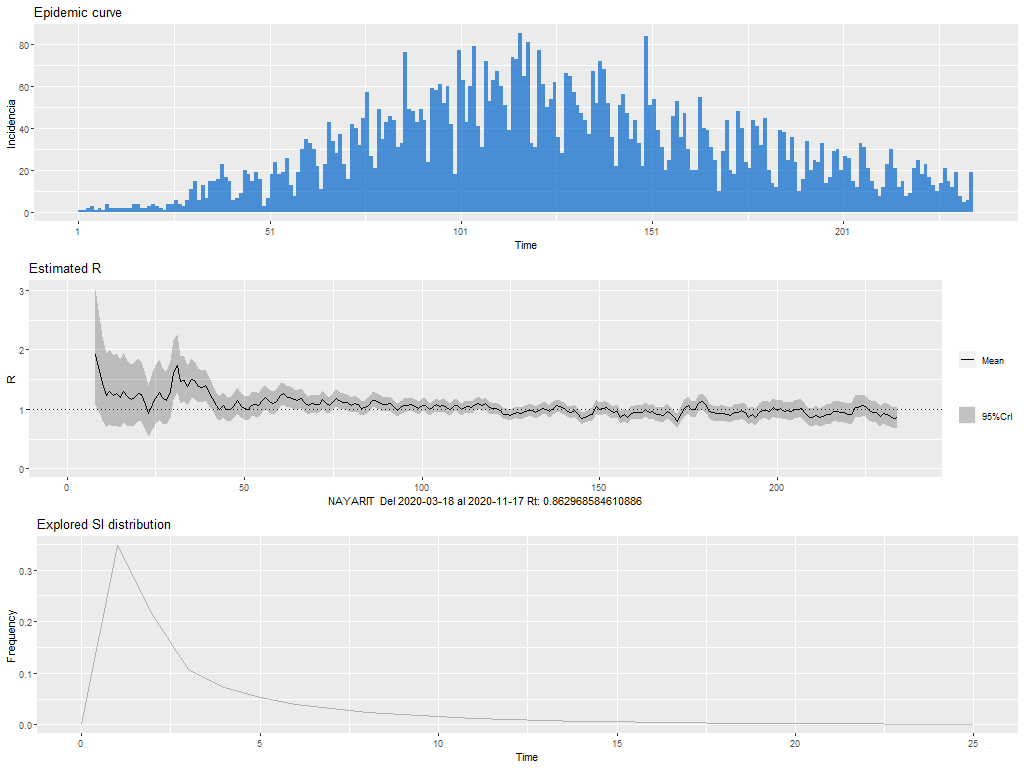 Epidemic curve
Incidencia
80
60
40
20
0
1 51 101 151 201
Time
Estimated R
R
3
2
1
0
0 50 100 150 200
Mean
95%CrI
NAYARIT Del 2020-03-18 al 2020-11-17 Rt: 0.862968584610886
Explored SI distribution
Frequency
0.3
0.2
0.1
0.0
0 5 10 15 20 25
Time